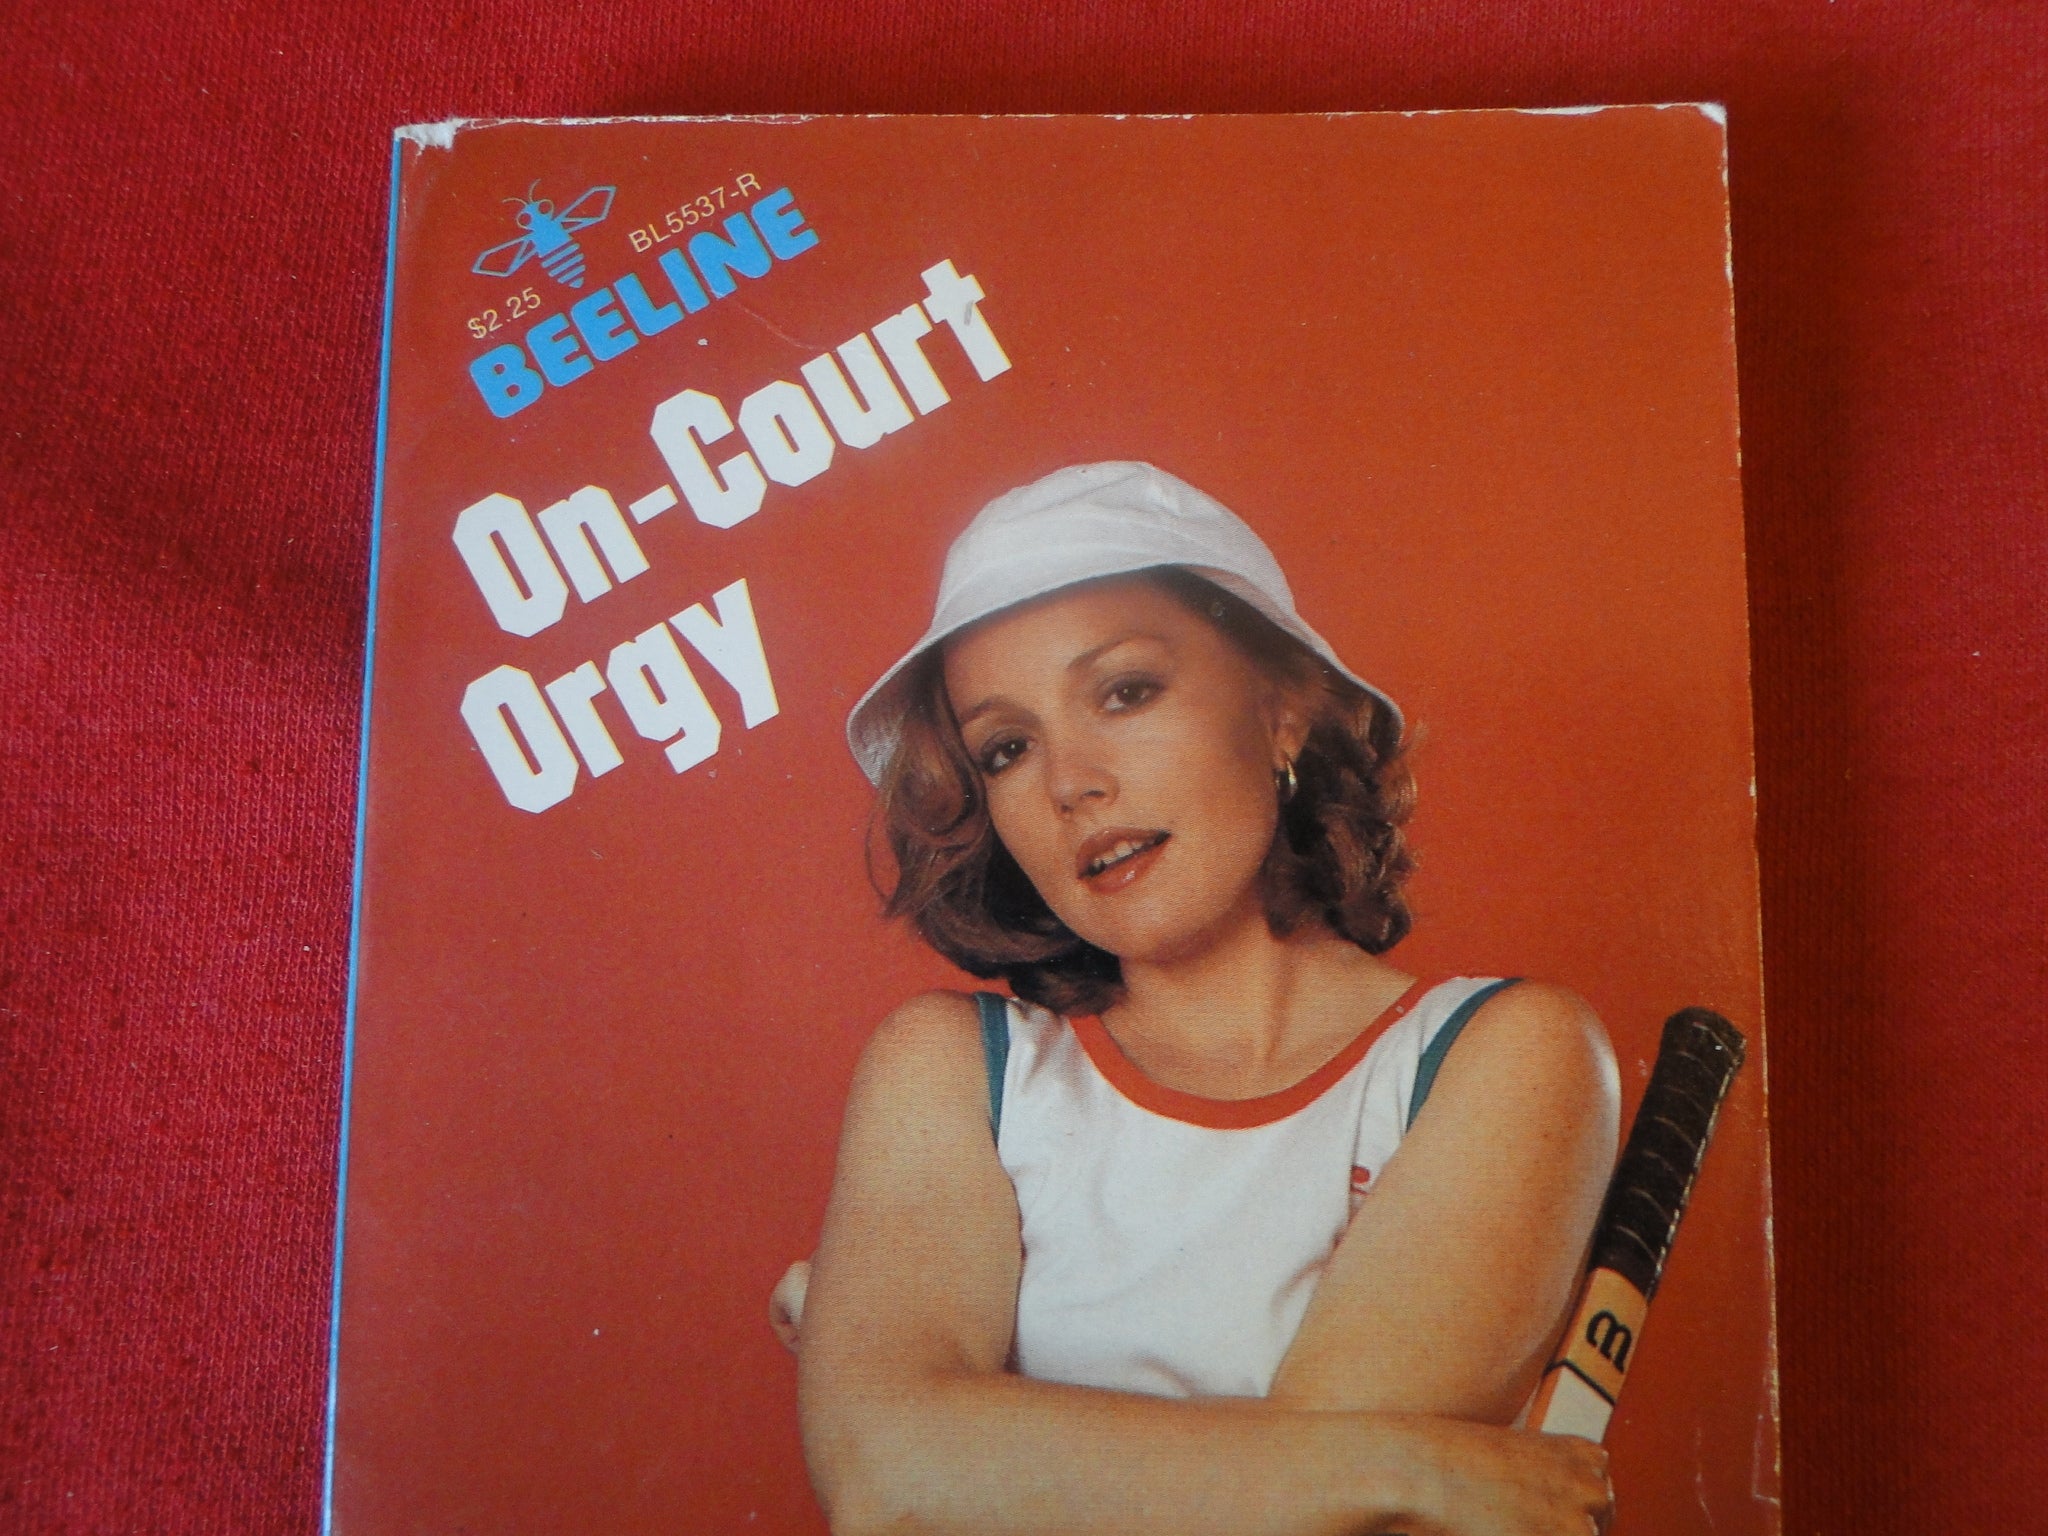 BL5537-R
$2.25
BEELINE
On-Court
Orgy
B